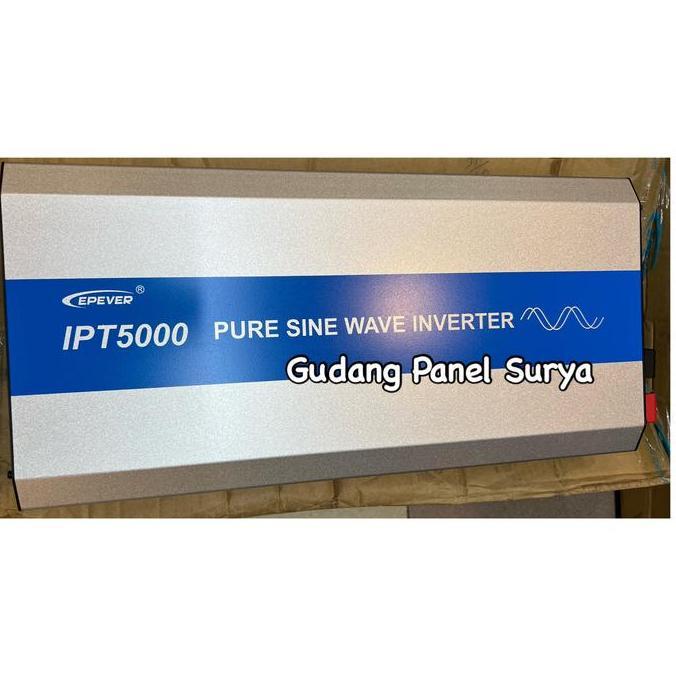 EPEVER®
IPT5000 PURE SINE WAVE INVERTER
Gudang Panel Surya